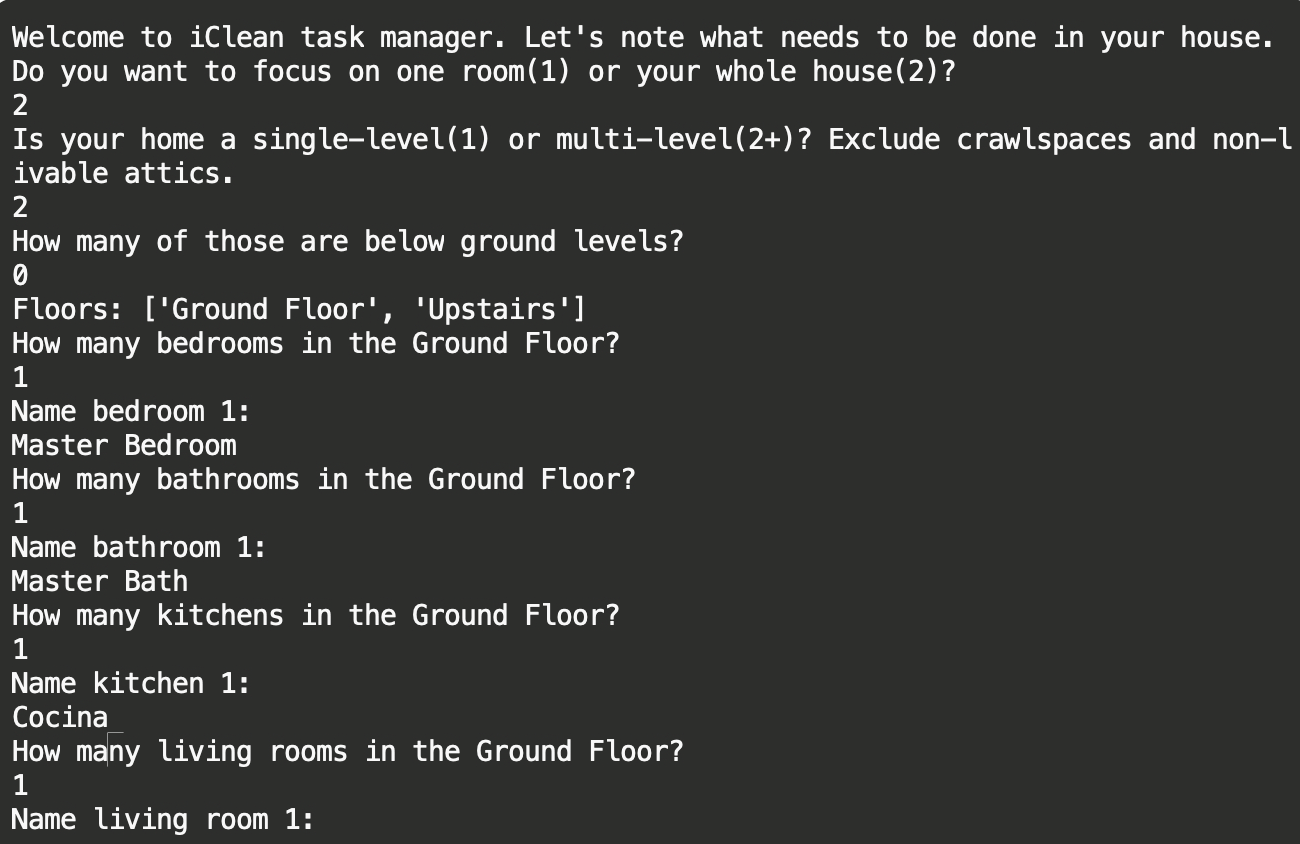 Welcome to iClean task manager. Let's note what needs to be done in your house.
Do you want to focus on one room(1) or your whole house(2)?
2
Is your home a single-level(1) or multi-level(2+)? Exclude crawlspaces and non-l
ivable attics.
2
How many of those are below ground levels?
0
Floors: ['Ground Floor', 'Upstairs']
How many bedrooms in the Ground Floor?
1
Name bedroom 1:
Master Bedroom
How many bathrooms in the Ground Floor?
1
Name bathroom 1:
Master Bath
How many kitchens in the Ground Floor?
1
Name kitchen 1:
Cocina
How many living rooms in the Ground Floor?
1
Name living room 1: